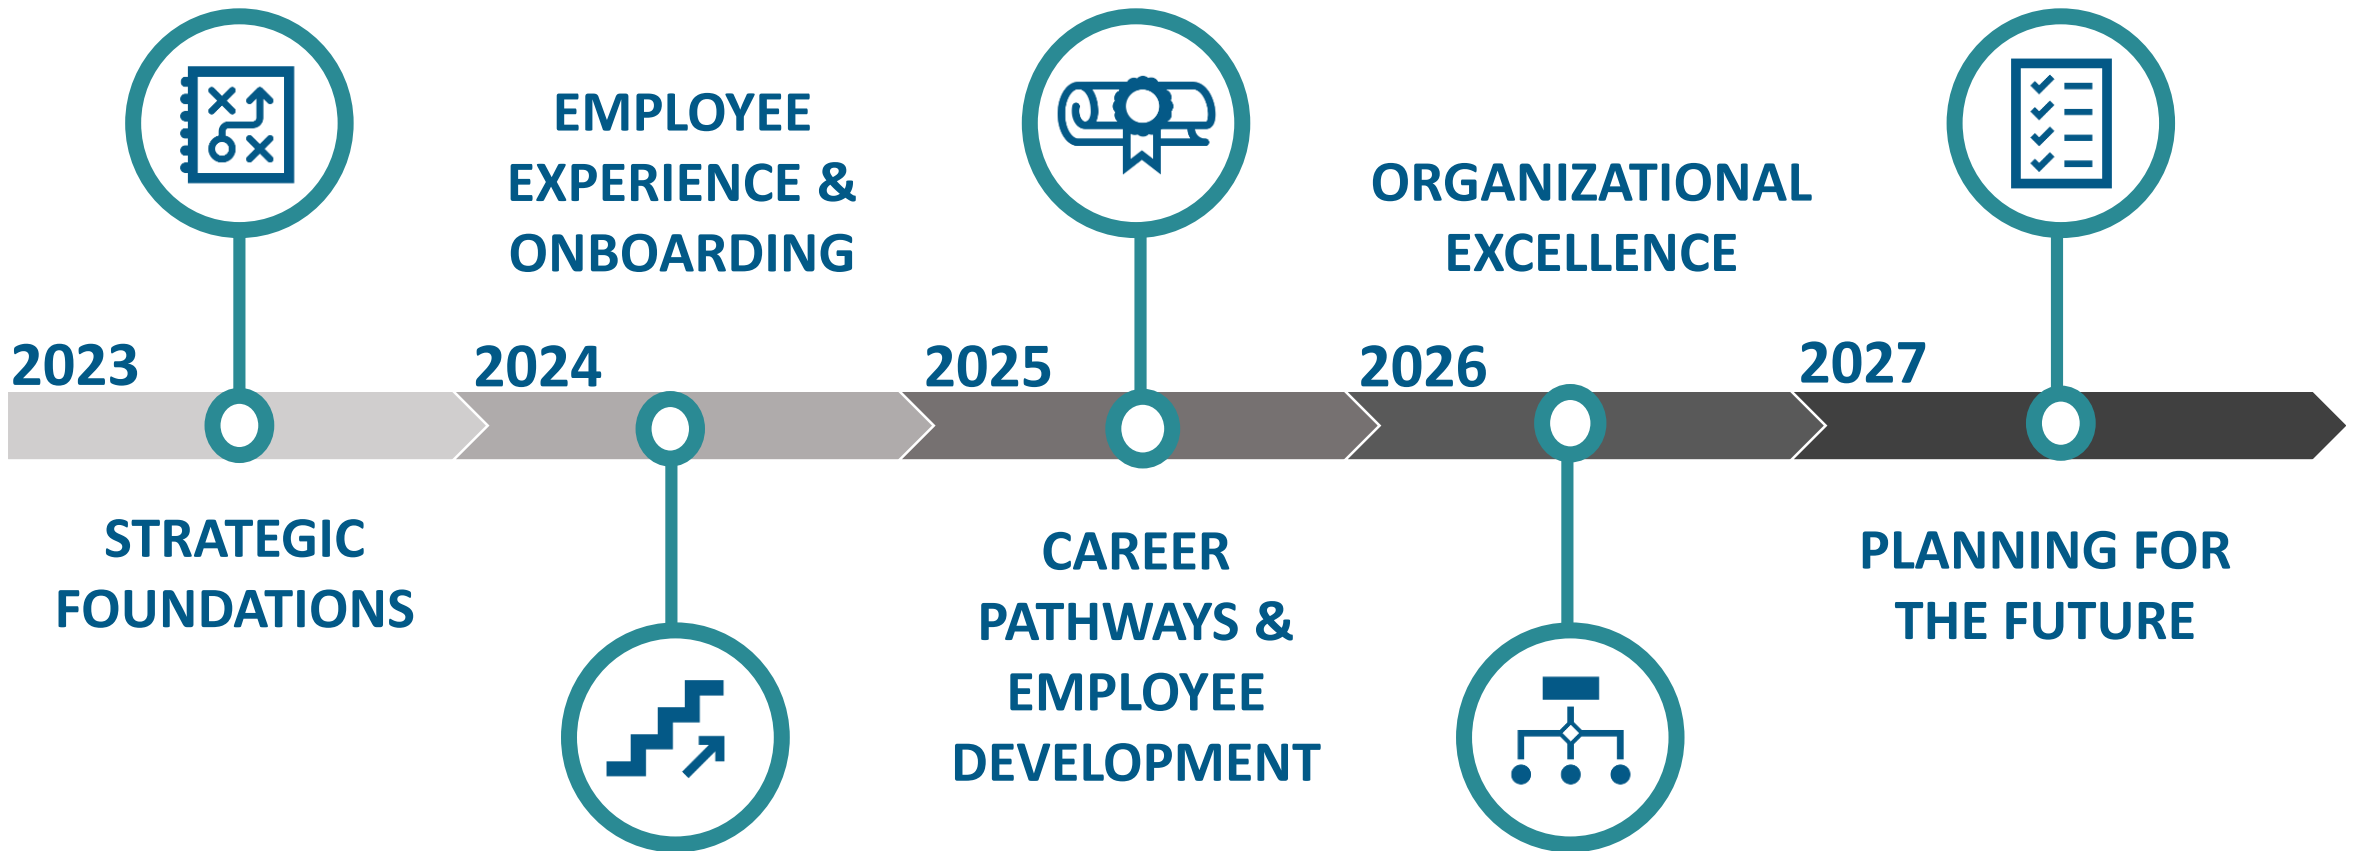 2023
STRATEGIC
FOUNDATIONS
2024
EMPLOYEE
EXPERIENCE &
ONBOARDING
2025
CAREER
PATHWAYS &
EMPLOYEE
DEVELOPMENT
2026
ORGANIZATIONAL
EXCELLENCE
2027
PLANNING FOR
THE FUTURE